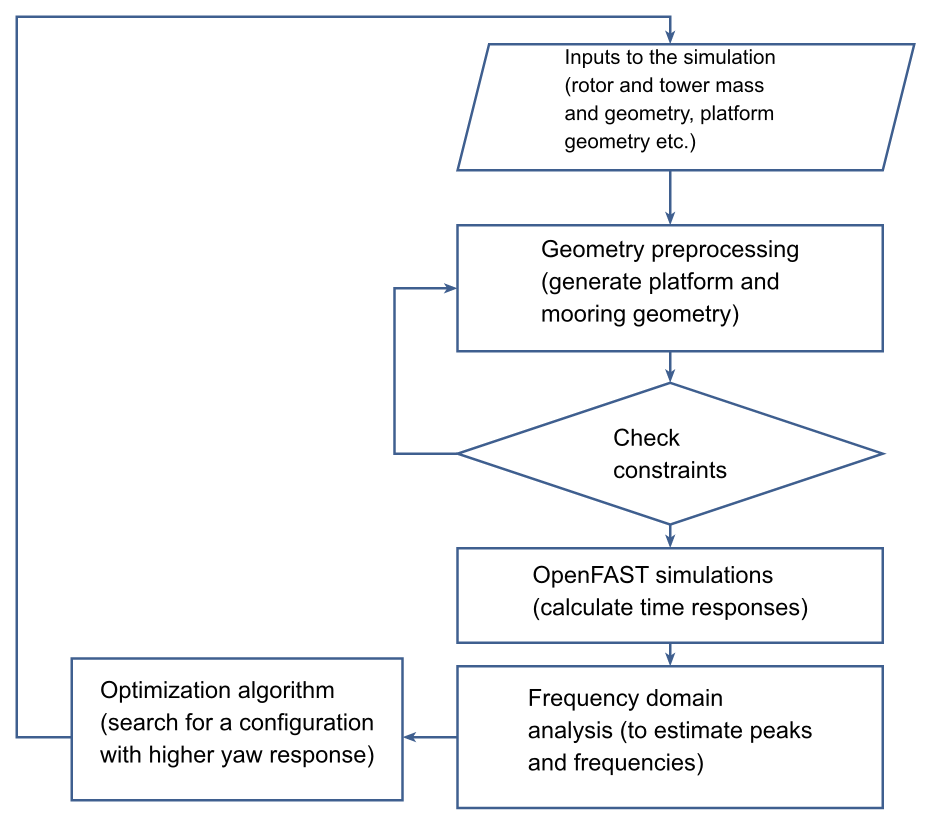 Inputs to the simulation
(rotor and tower mass
and geometry, platform
geometry etc.)
Geometry preprocessing
(generate platform and
mooring geometry)
Check
constraints
OpenFAST simulations
(calculate time responses)
Frequency domain
analysis (to estimate peaks
and frequencies)
Optimization algorithm
(search for a configuration
with higher yaw response)